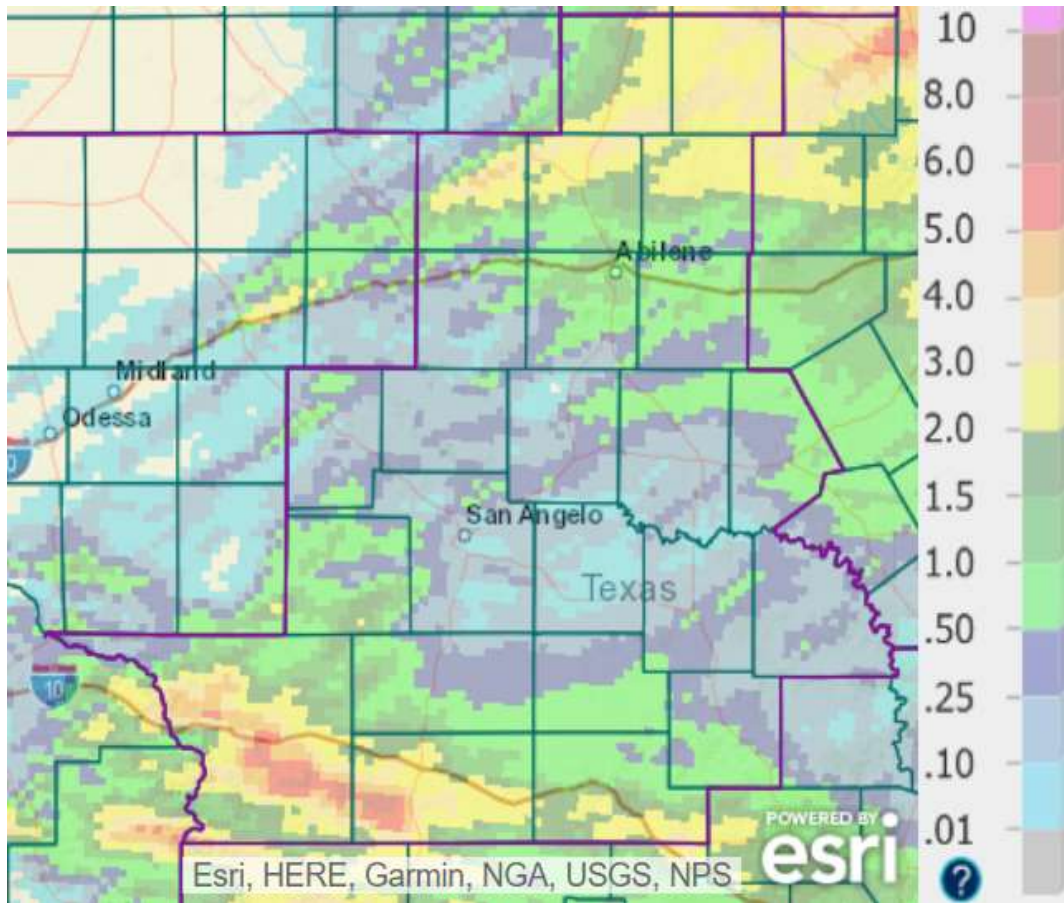 Abilene
Midland
Odessa
San Angelo
Texas
10
10
8.0
6.0
5.0
4.0
3.0
2.0
1.5
1.0
.50
.25
.10
.01
?
POWERED BY
esri
Esri, HERE, Garmin, NGA, USGS, NPS